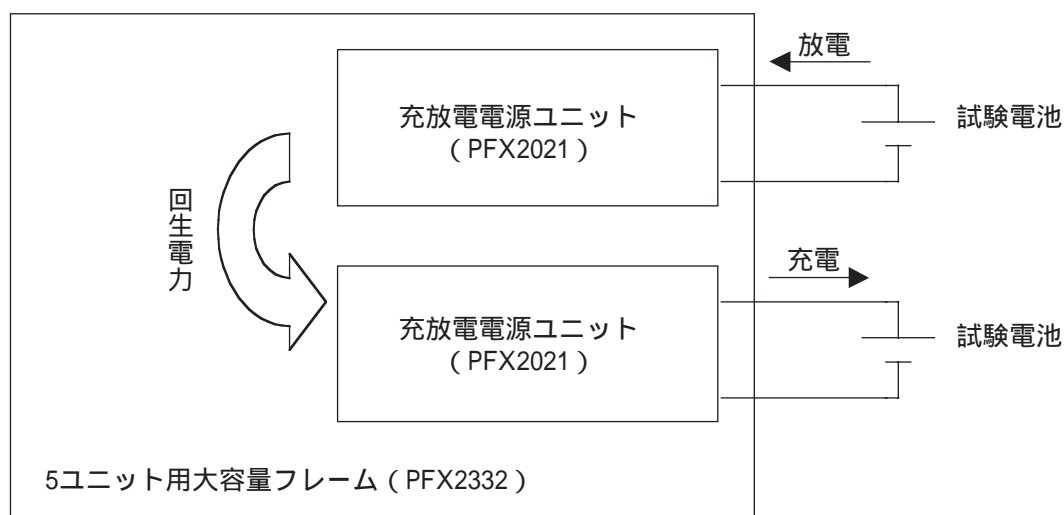 放電
充放電電源ユニット
（PFX2021）
試験電池
回生電力
充電
充放電電源ユニット
（PFX2021）
試験電池
5ユニット用大容量フレーム（PFX2332）